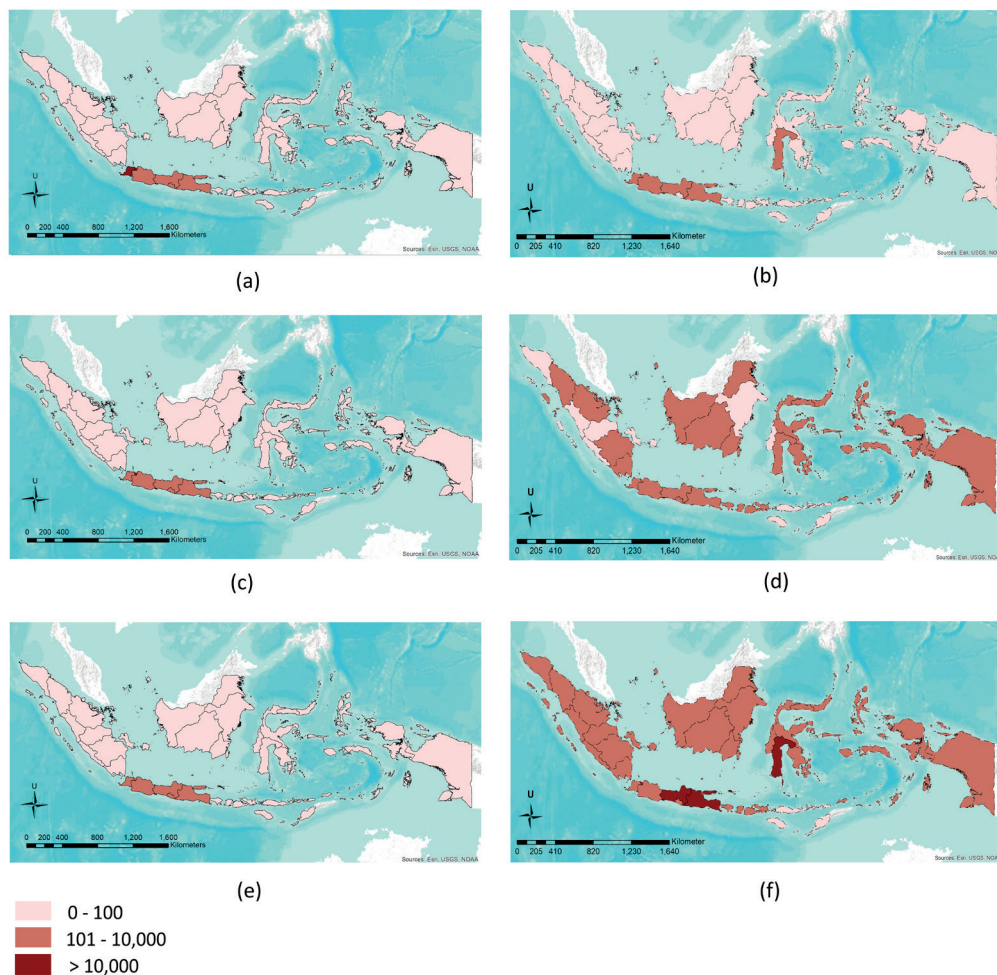 U
0 200 400 800 1,200 1,600
Kilometers
Sources: Esri, USGS, NOAA
(a)
U
0 205 410 820 1,230 1,640
Kilometer
Sources: Esri, USGS, NOAA
(b)
U
0 200 400 800 1,200 1,600
Kilometers
Sources: Esri, USGS, NOAA
(c)
U
0 205 410 820 1,230 1,640
Kilometer
Sources: Esri, USGS, NOAA
(d)
U
0 200 400 800 1,200 1,600
Kilometers
Sources: Esri, USGS, NOAA
(e)
U
0 205 410 820 1,230 1,640
Kilometer
Sources: Esri, USGS, NOAA
(f)
0 - 100
101 - 10,000
> 10,000